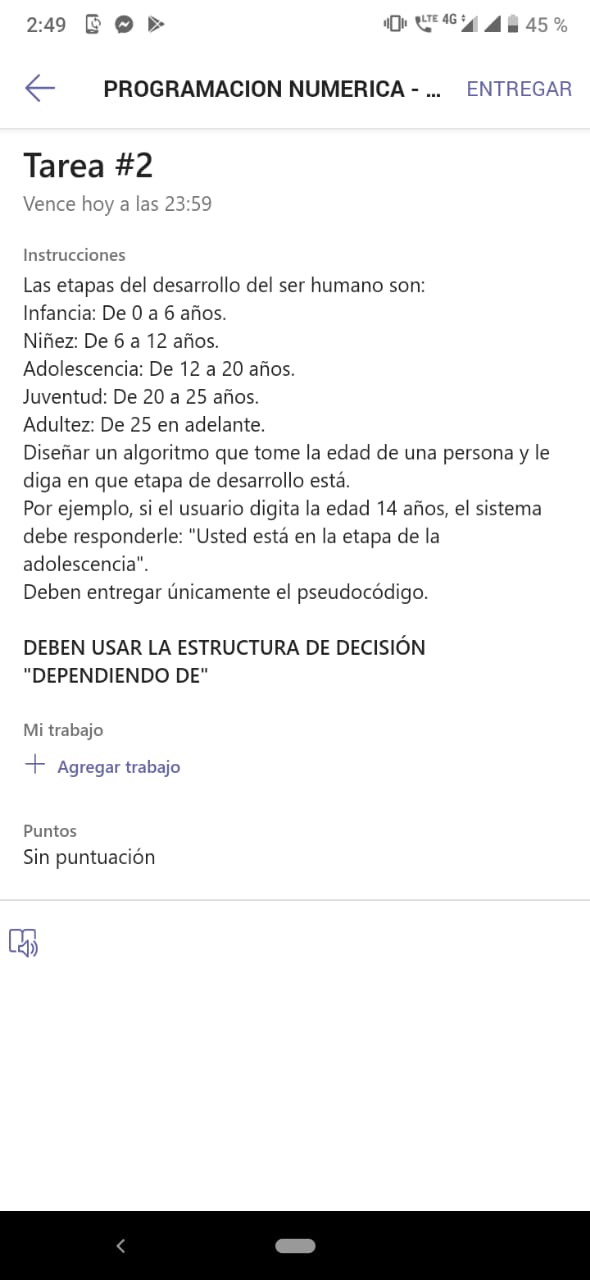 2:49 LTE 4G 45 %
PROGRAMACION NUMERICA - ... ENTREGAR
Tarea #2
Vence hoy a las 23:59
Instrucciones
Las etapas del desarrollo del ser humano son:
Infancia: De 0 a 6 años.
Niñez: De 6 a 12 años.
Adolescencia: De 12 a 20 años.
Juventud: De 20 a 25 años.
Adultez: De 25 en adelante.
Diseñar un algoritmo que tome la edad de una persona y le
diga en que etapa de desarrollo está.
Por ejemplo, si el usuario digita la edad 14 años, el sistema
debe responderle: "Usted está en la etapa de la
adolescencia".
Deben entregar únicamente el pseudocódigo.
DEBEN USAR LA ESTRUCTURA DE DECISIÓN
"DEPENDIENDO DE"
Mi trabajo
Agregar trabajo
Puntos
Sin puntuación